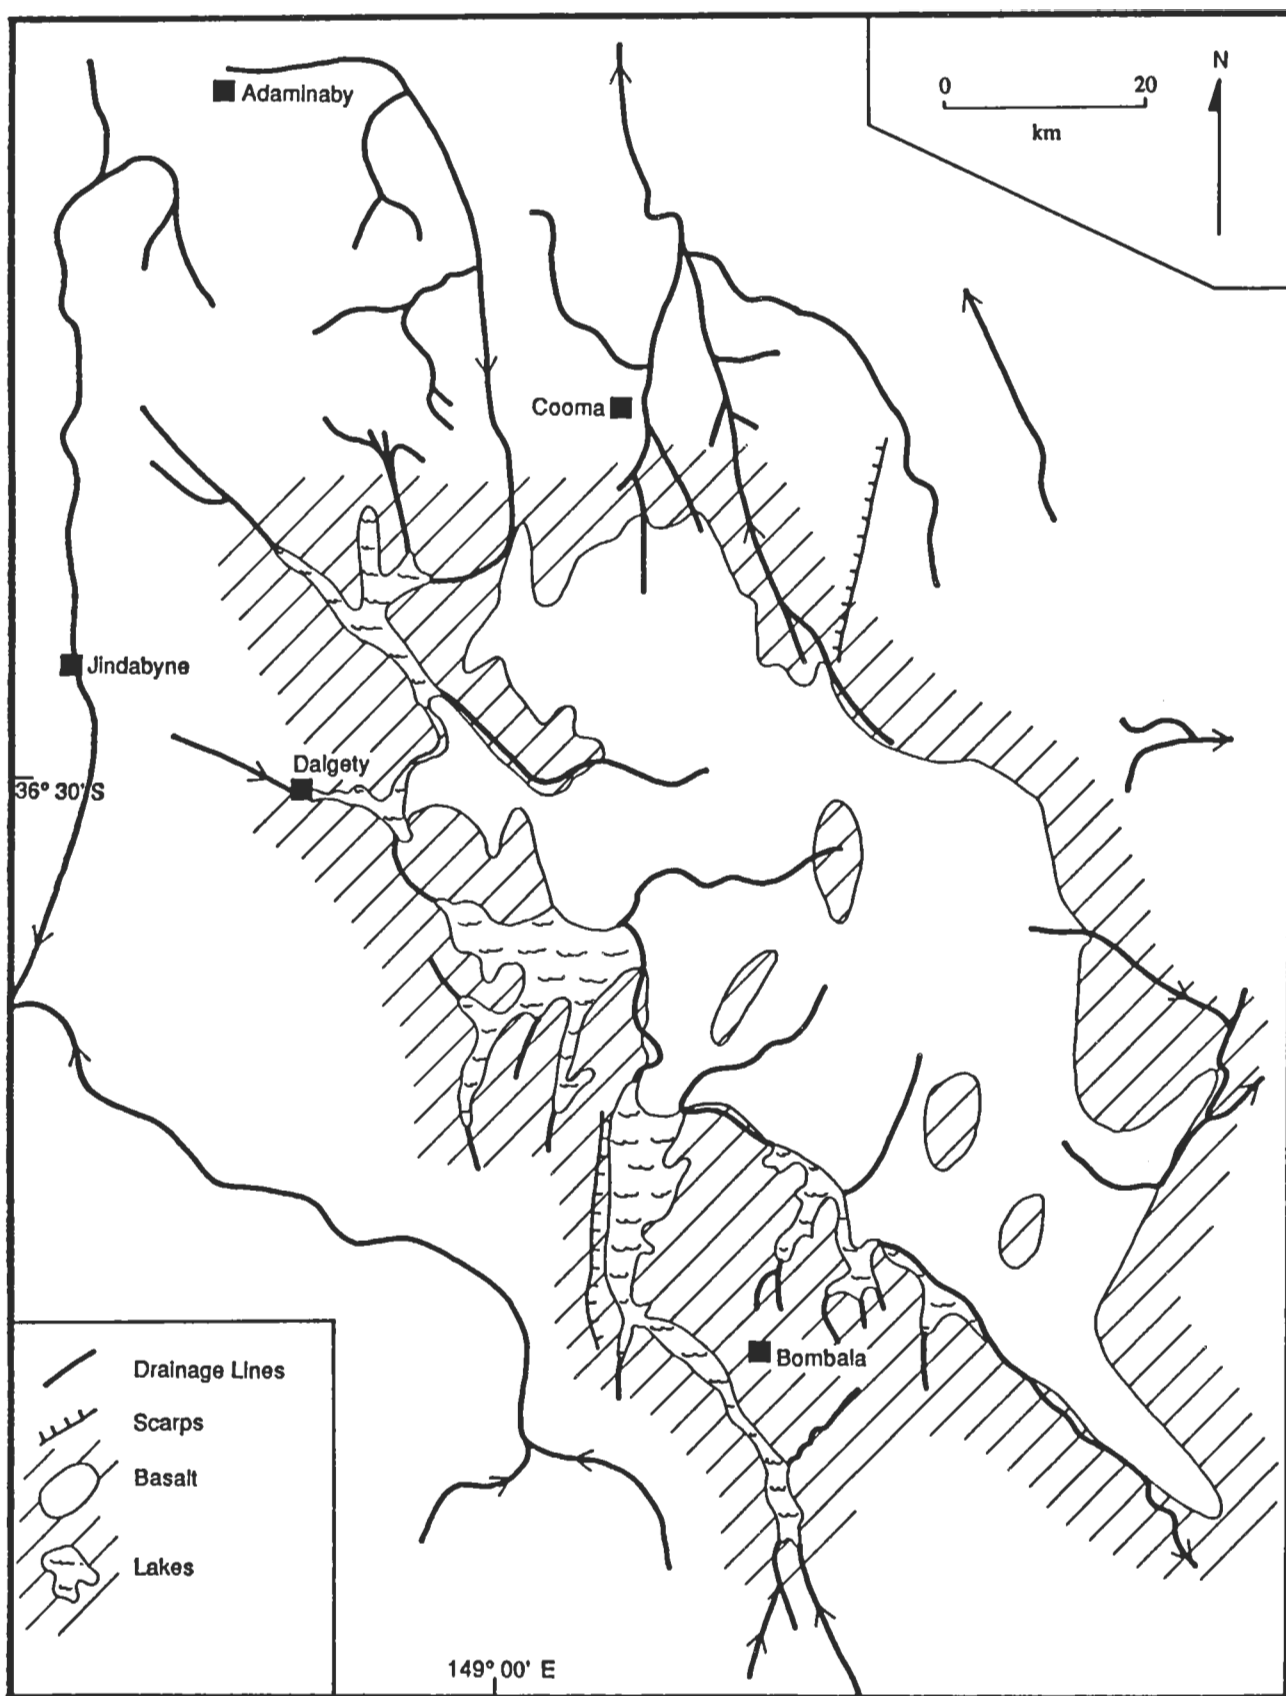 Adaminaby
N
0 20
km
Cooma
Jindabyne
Dalgety
36° 30' S
Bombala
Drainage Lines
Scarps
Basalt
Lakes
149° 00' E